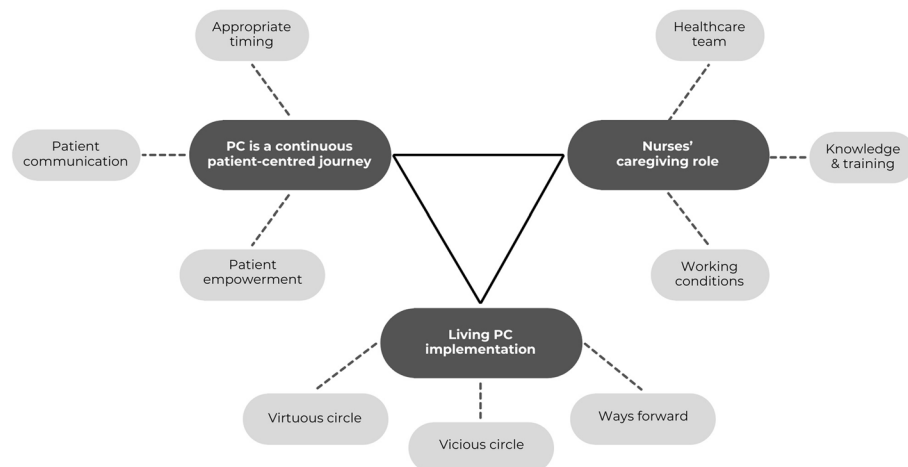 Appropriate
timing
Healthcare
team
Patient
communication
PC is a continuous
patient-centred journey
Nurses’
caregiving role
Knowledge
& training
Patient
empowerment
Working
conditions
Living PC
implementation
Virtuous circle
Vicious circle
Ways forward